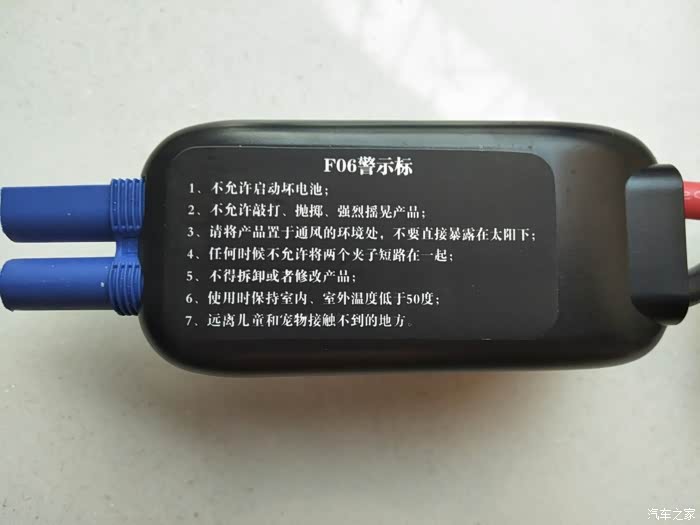 F06警示标
1、不允许启动坏电池；
2、不允许敲打、抛掷、强烈摇晃产品；
3、请将产品置于通风的环境处，不要直接暴露在太阳下；
4、任何时候不允许将两个夹子短路在一起；
5、不得拆卸或者修改产品；
6、使用时保持室内、室外温度低于50度；
7、远离儿童和宠物接触不到的地方。
汽车之家